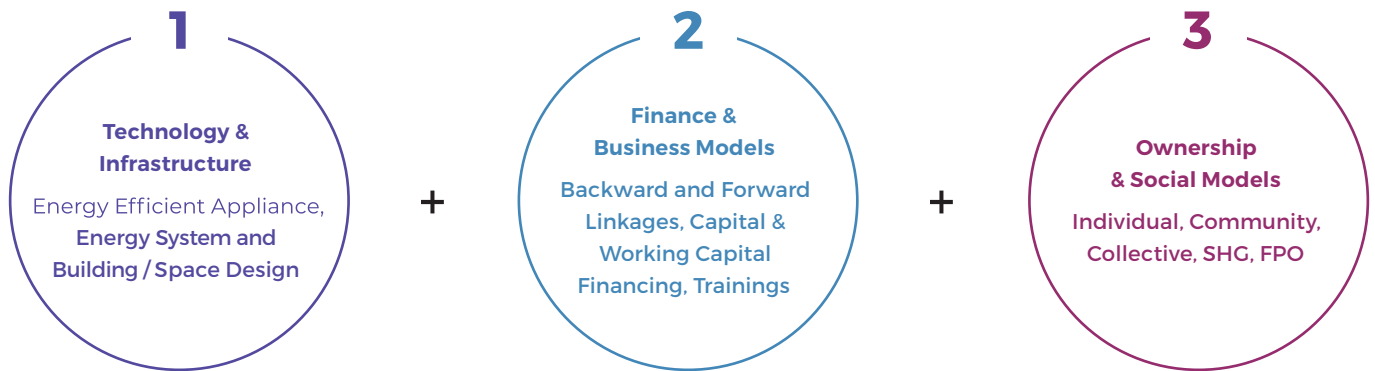 1
Technology &
Infrastructure
Energy Efficient Appliance,
Energy System and
Building / Space Design
+
2
Finance &
Business Models
Backward and Forward
Linkages, Capital &
Working Capital
Financing, Trainings
+
3
Ownership
& Social Models
Individual, Community,
Collective, SHG, FPO